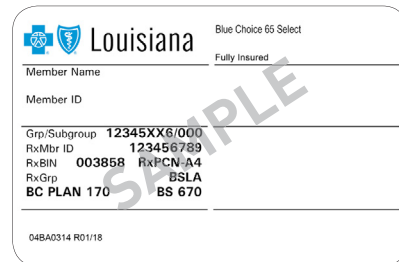 Louisiana
Blue Choice 65 Select
Fully Insured
Member Name
Member ID
Grp/Subgroup 12345XX6/000
RxMbr ID 123456789
RxBIN 003858 RxPCN-A4
RxGrp BSLA
BC PLAN 170 BS 670
04BA0314 R01/18
SAMPLE